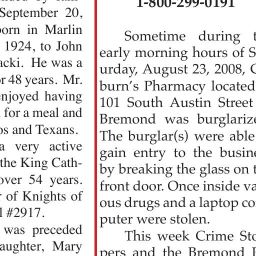 September 20,
orn in Marlin
1924, to John
acki. He was a
or 48 years. Mr.
enjoyed having
for a meal and
os and Texans.
a very active
the King Cath-
over 54 years.
r of Knights of
l #2917.
was preceded
aughter, Mary
1-800-299-0191
Sometime during t
early morning hours of S
urday, August 23, 2008, C
burn's Pharmacy located
101 South Austin Street
Bremond was burglarize
The burglar(s) were able
gain entry to the busine
by breaking the glass on t
front door. Once inside va
ous drugs and a laptop co
puter were stolen.
This week Crime Sto
pers and the Bremond P